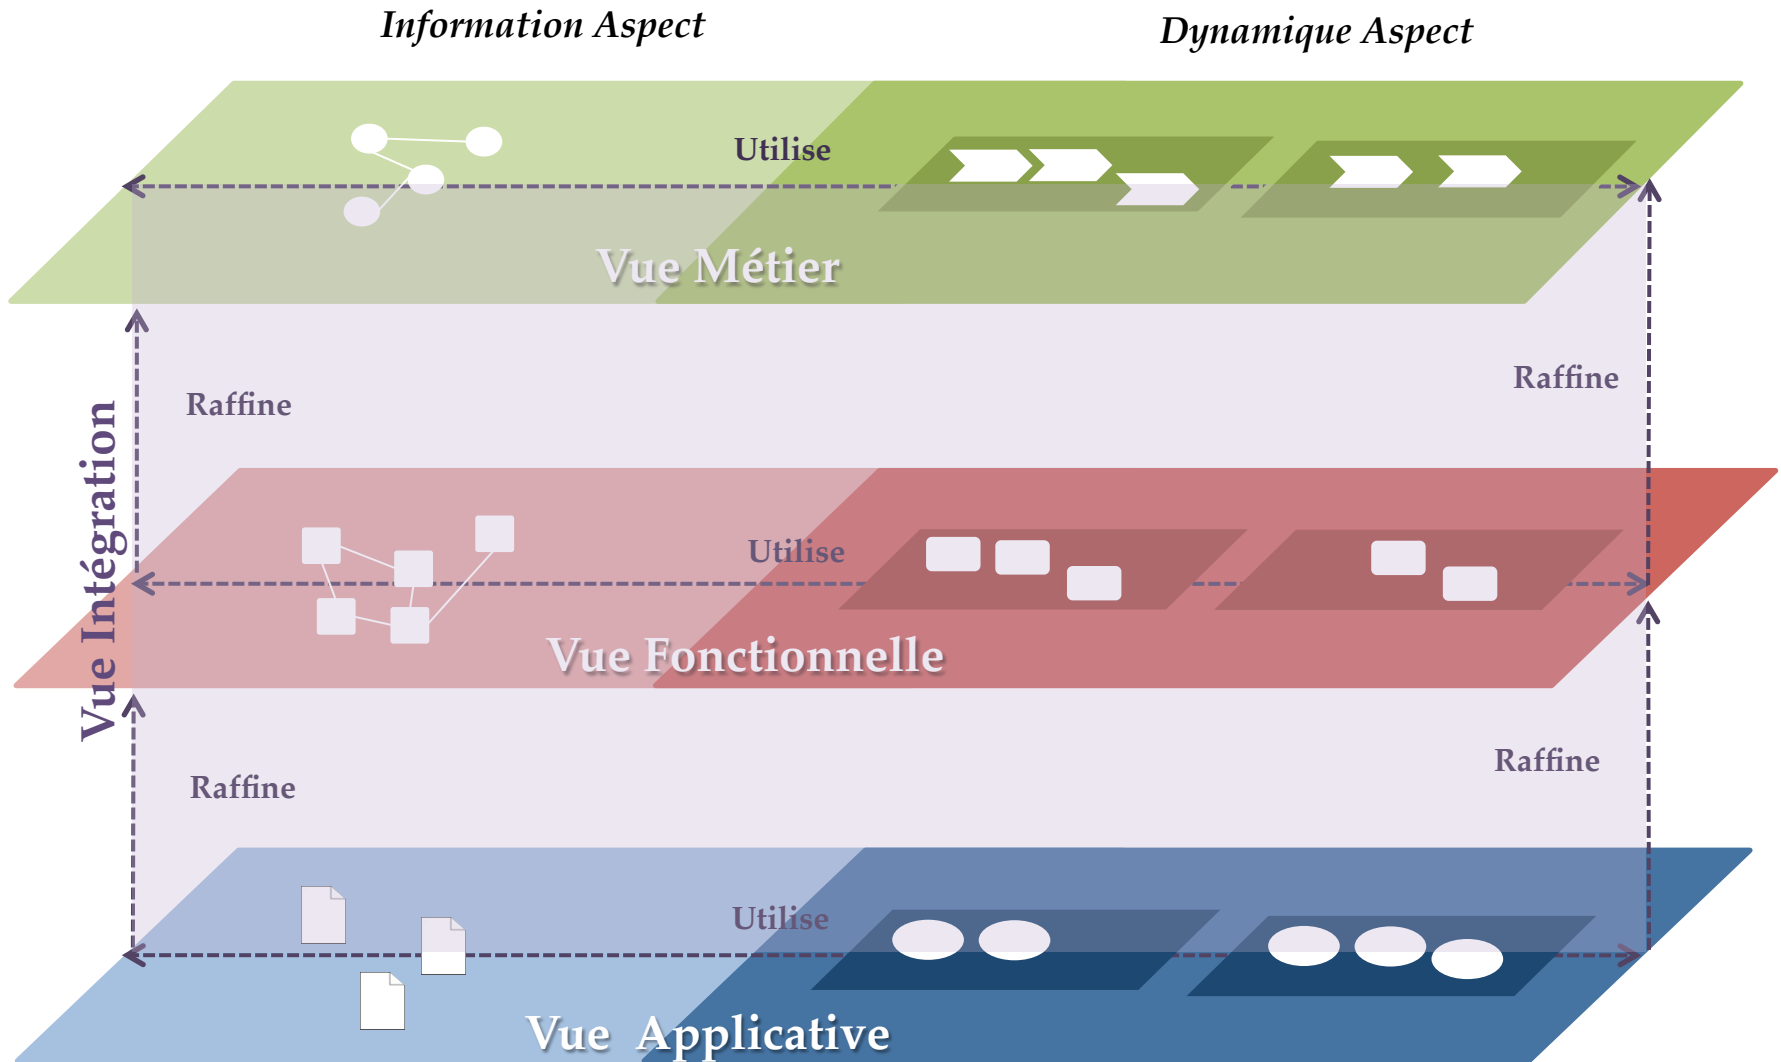 Information Aspect
Dynamique Aspect
Utilise
Vue Métier
Raffine
Raffine
Vue Intégration
Utilise
Vue Fonctionnelle
Raffine
Raffine
Utilise
Vue Applicative